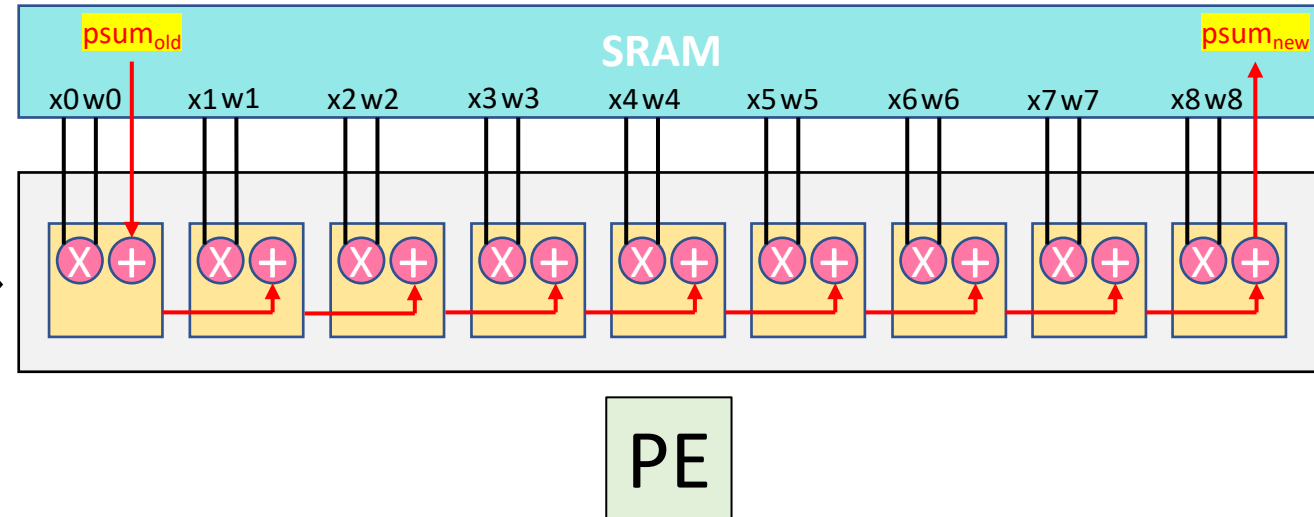 psum_old
SRAM
psum_new
x0 w0 x1 w1 x2 w2 x3 w3 x4 w4 x5 w5 x6 w6 x7 w7 x8 w8
X + X + X + X + X + X + X + X + X +
PE